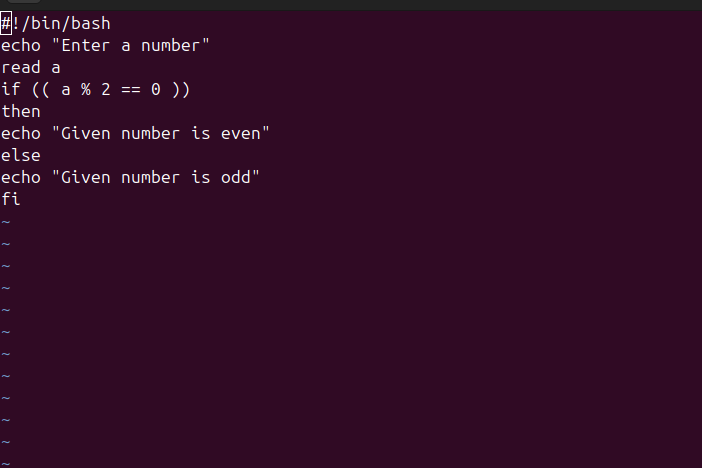 #!/bin/bash
echo "Enter a number"
read a
if (( a % 2 == 0 ))
then
echo "Given number is even"
else
echo "Given number is odd"
fi
~
~
~
~
~
~
~
~
~
~
~
~